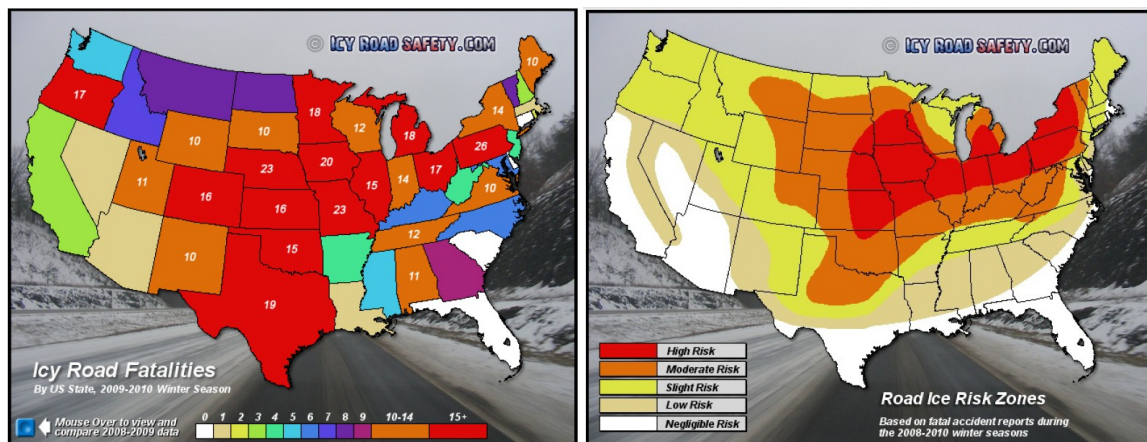 © ICY ROAD SAFETY.COM
10
17
18
14
10
10
12
18
26
11
23
20
15
14
17
10
16
16
23
12
10
15
11
19
Icy Road Fatalities
By US State, 2009-2010 Winter Season
Mouse Over to view and
compare 2008-2009 data
0 1 2 3 4 5 6 7 8 9 10-14 15+
© ICY ROAD SAFETY.COM
High Risk
Moderate Risk
Slight Risk
Low Risk
Negligible Risk
Road Ice Risk Zones
Based on fatal accident reports during
the 2008-2010 winter seasons